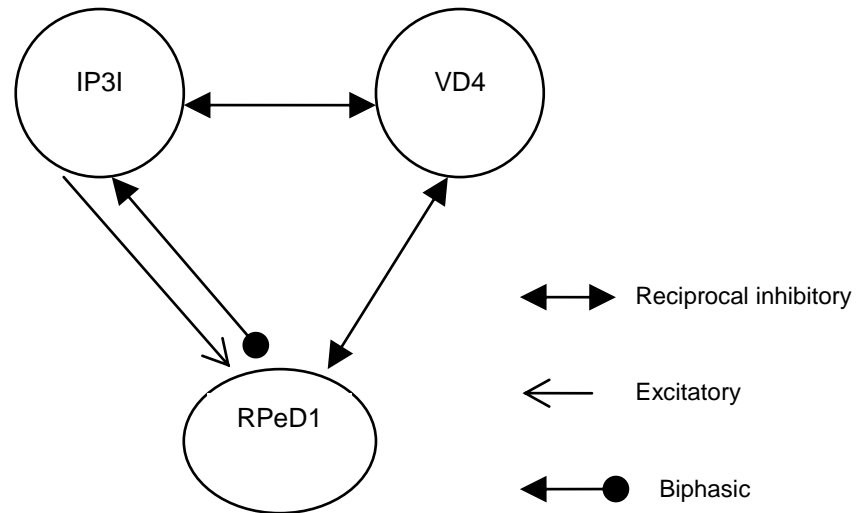 IP3I
VD4
RPeD1
Reciprocal inhibitory
Excitatory
Biphasic